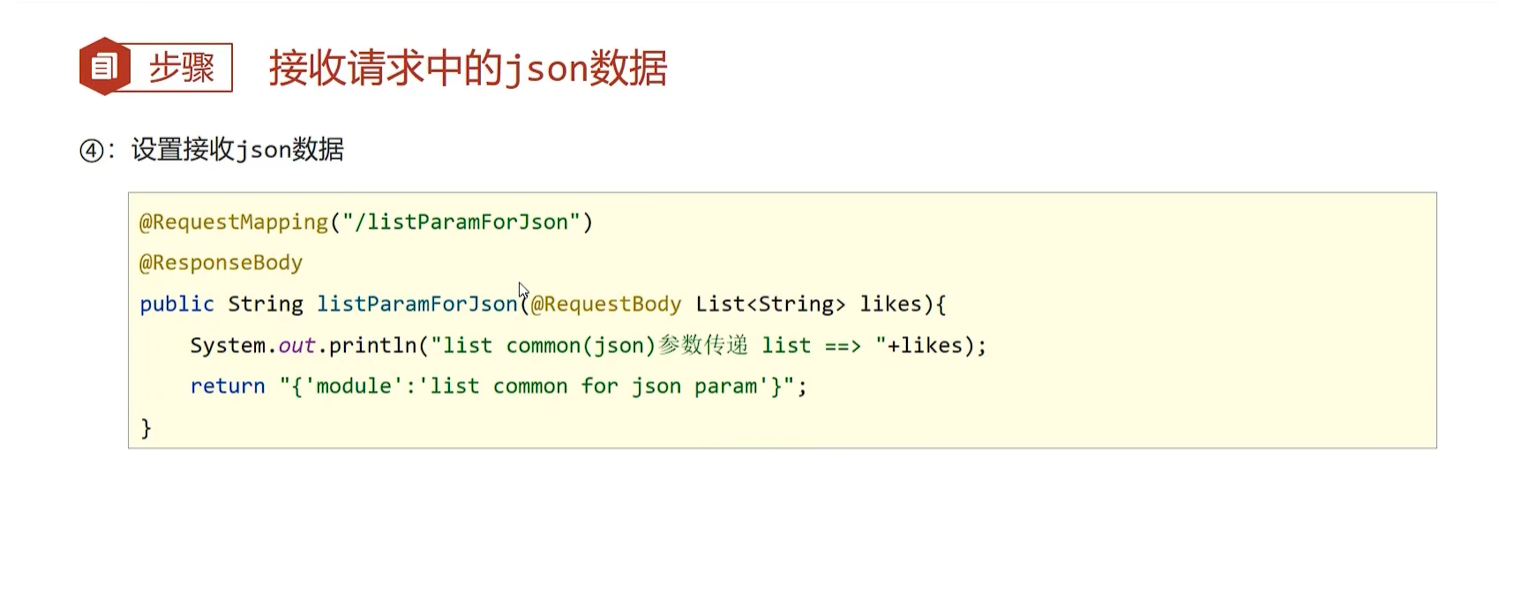 步骤 接收请求中的json数据
④：设置接收json数据
@RequestMapping("/listParamForJson")
@ResponseBody
public String listParamForJson(@RequestBody List<String> likes){
    System.out.println("list common(json)参数传递 list ==> "+likes);
    return "{'module':'list common for json param'}";
}